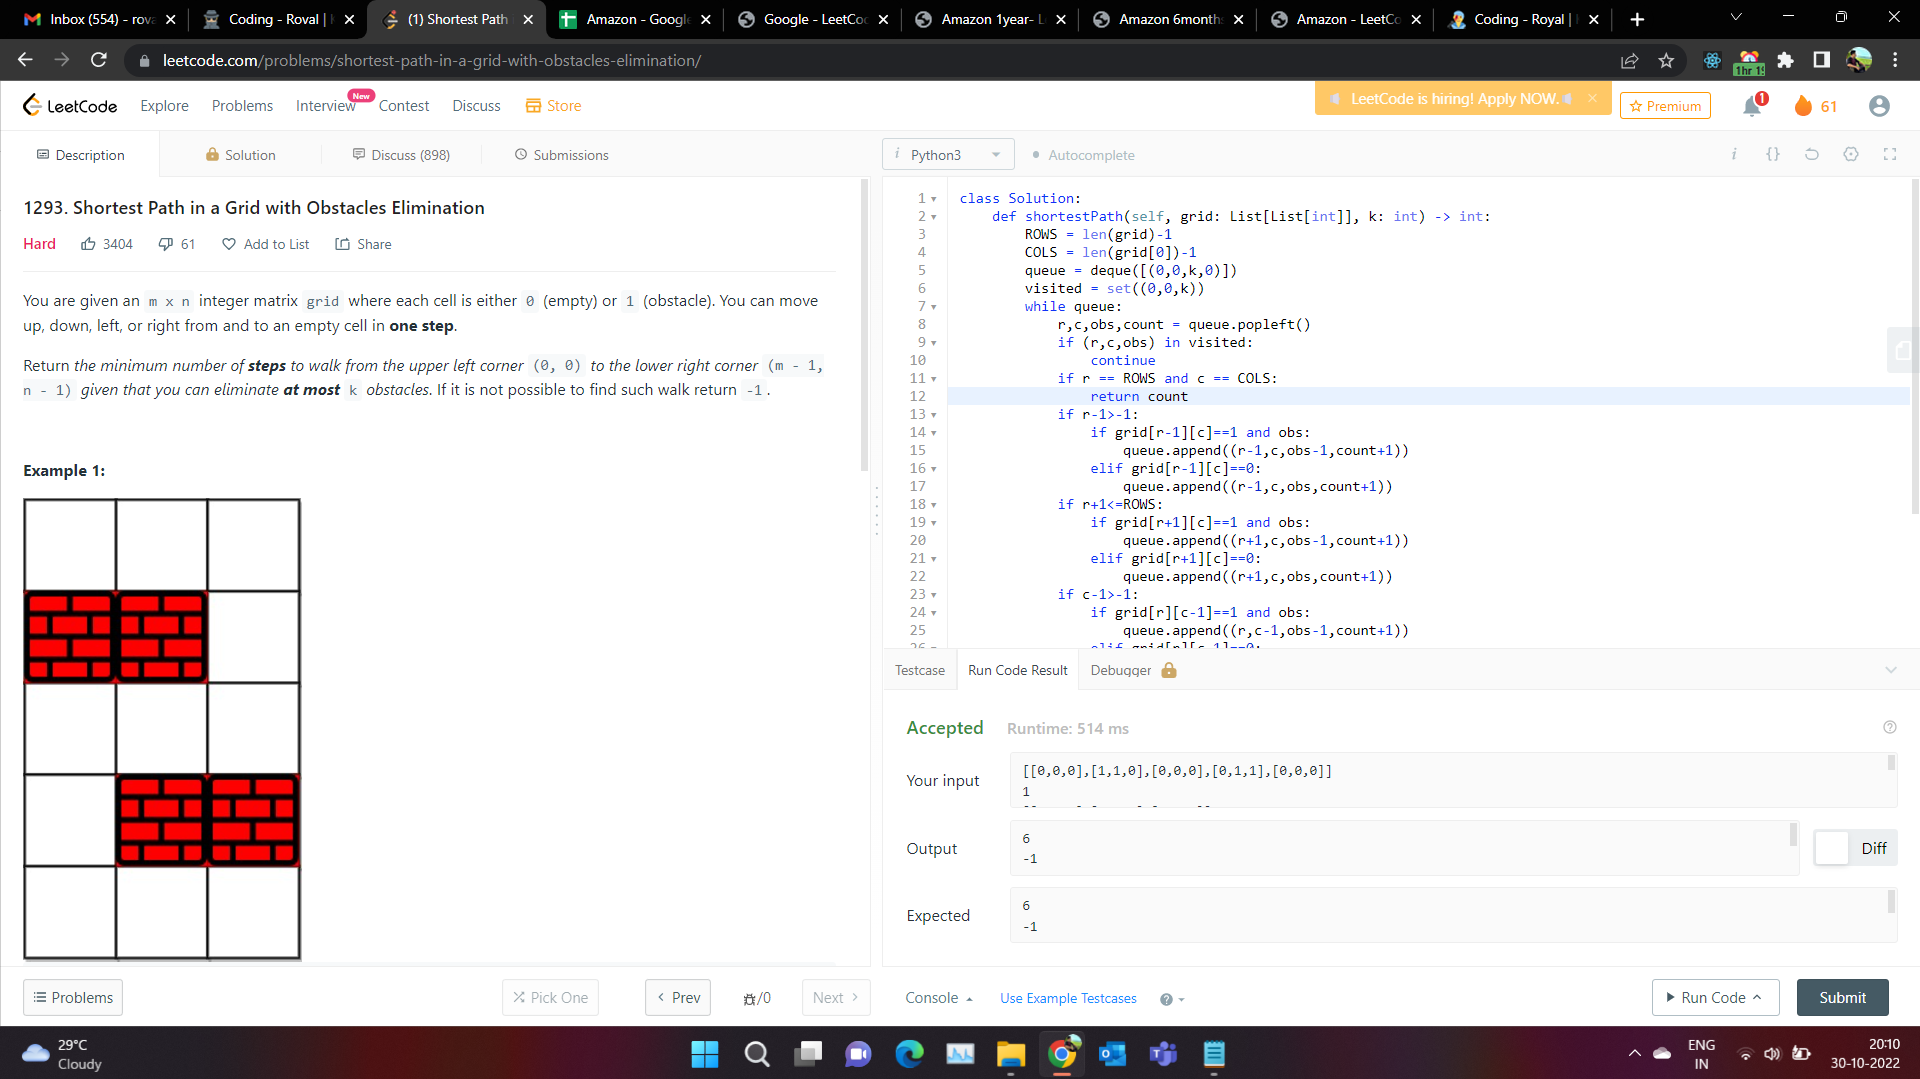 Inbox (554) - rova
Coding - Roval |
(1) Shortest Path
Amazon - Google
Google - LeetCo
Amazon 1year- L
Amazon 6months
Amazon - LeetCo
Coding - Royal |
leetcode.com/problems/shortest-path-in-a-grid-with-obstacles-elimination/
1hr 1
LeetCode Explore Problems Interview New Contest Discuss Store
LeetCode is hiring! Apply NOW.
Premium 1 61
Description Solution Discuss (898) Submissions
i Python3 Autocomplete i {}
1293. Shortest Path in a Grid with Obstacles Elimination
Hard 3404 61 Add to List Share
You are given an m x n integer matrix grid where each cell is either 0 (empty) or 1 (obstacle). You can move
up, down, left, or right from and to an empty cell in one step.
Return the minimum number of steps to walk from the upper left corner (0, 0) to the lower right corner (m - 1,
n - 1) given that you can eliminate at most k obstacles. If it is not possible to find such walk return -1.
Example 1:
1 class Solution:
2 def shortestPath(self, grid: List[List[int]], k: int) -> int:
3 ROWS = len(grid)-1
4 COLS = len(grid[0])-1
5 queue = deque([(0,0,k,0)])
6 visited = set((0,0,k))
7 while queue:
8 r,c,obs,count = queue.popleft()
9 if (r,c,obs) in visited:
10 continue
11 if r == ROWS and c == COLS:
12 return count
13 if r-1>-1:
14 if grid[r-1][c]==1 and obs:
15 queue.append((r-1,c,obs-1,count+1))
16 elif grid[r-1][c]==0:
17 queue.append((r-1,c,obs,count+1))
18 if r+1<=ROWS:
19 if grid[r+1][c]==1 and obs:
20 queue.append((r+1,c,obs-1,count+1))
21 elif grid[r+1][c]==0:
22 queue.append((r+1,c,obs,count+1))
23 if c-1>-1:
24 if grid[r][c-1]==1 and obs:
25 queue.append((r,c-1,obs-1,count+1))
26 elif grid[r][c-1]==0:
Testcase Run Code Result Debugger
Accepted Runtime: 514 ms
Your input
[[0,0,0],[1,1,0],[0,0,0],[0,1,1],[0,0,0]]
1
Output
6
-1
Diff
Expected
6
-1
Problems Pick One Prev /0 Next Console Use Example Testcases Run Code Submit
29°C
Cloudy
ENG
IN
20:10
30-10-2022